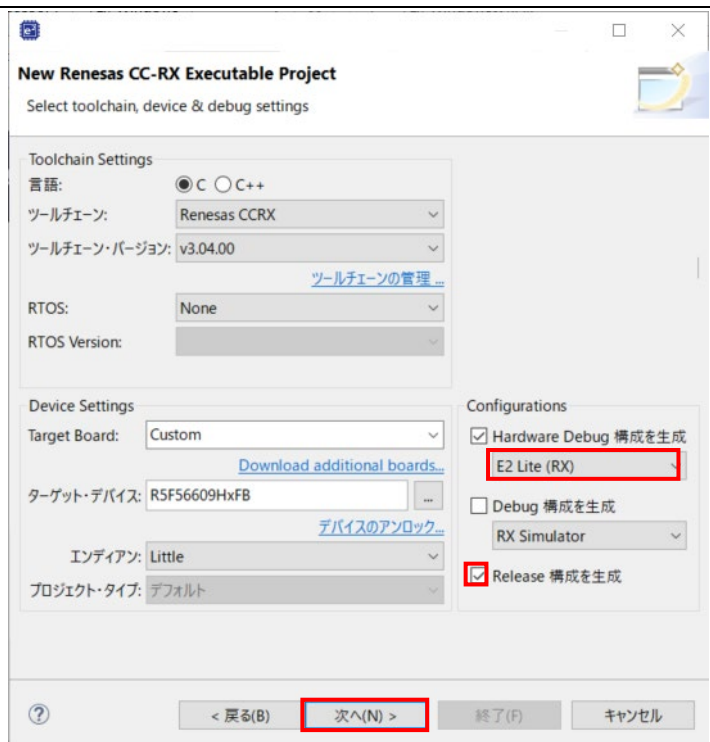 New Renesas CC-RX Executable Project
Select toolchain, device & debug settings
Toolchain Settings
言語: C C++
ツールチェーン: Renesas CCRX
ツールチェーン・バージョン: v3.04.00
ツールチェーンの管理 ...
RTOS: None
RTOS Version:
Device Settings
Target Board: Custom
Download additional boards...
ターゲット・デバイス: R5F56609HxFB ...
デバイスのアンロック...
エンディアン: Little
プロジェクト・タイプ: デフォルト
Configurations
Hardware Debug 構成を生成
E2 Lite (RX)
Debug 構成を生成
RX Simulator
Release 構成を生成
? < 戻る(B) 次へ(N) > 終了(F) キャンセル